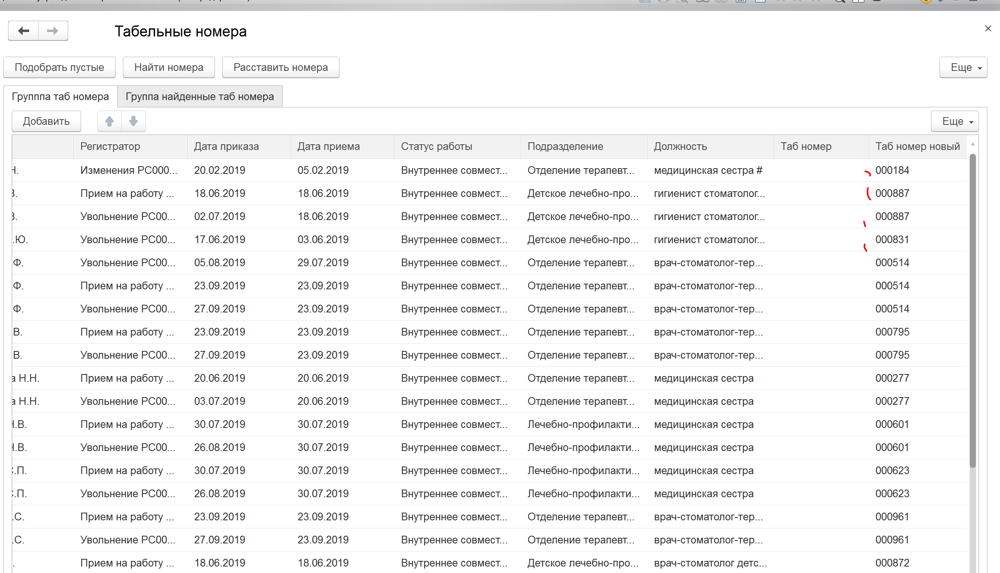 Табельные номера
Подобрать пустые Найти номера Расставить номера Еще
Групппа таб номера Группа найденные таб номера
Добавить Еще
Регистратор Дата приказа Дата приема Статус работы Подразделение Должность Таб номер Таб номер новый
Н. Изменения РС000... 20.02.2019 05.02.2019 Внутреннее совмест... Отделение терапевт... медицинская сестра # 000184
В. Прием на работу ... 18.06.2019 18.06.2019 Внутреннее совмест... Детское лечебно-про... гигиенист стоматолог... 000887
В. Увольнение РС00... 02.07.2019 18.06.2019 Внутреннее совмест... Детское лечебно-про... гигиенист стоматолог... 000887
.Ю. Увольнение РС00... 17.06.2019 03.06.2019 Внутреннее совмест... Детское лечебно-про... гигиенист стоматолог... 000831
Ф. Увольнение РС00... 05.08.2019 29.07.2019 Внутреннее совмест... Отделение терапевт... врач-стоматолог-тер... 000514
Ф. Прием на работу ... 23.09.2019 23.09.2019 Внутреннее совмест... Отделение терапевт... врач-стоматолог-тер... 000514
Ф. Увольнение РС00... 27.09.2019 23.09.2019 Внутреннее совмест... Отделение терапевт... врач-стоматолог-тер... 000514
В. Прием на работу ... 23.09.2019 23.09.2019 Внутреннее совмест... Отделение терапевт... врач-стоматолог-тер... 000795
В. Увольнение РС00... 27.09.2019 23.09.2019 Внутреннее совмест... Отделение терапевт... врач-стоматолог-тер... 000795
а Н.Н. Прием на работу ... 20.06.2019 20.06.2019 Внутреннее совмест... Отделение терапевт... медицинская сестра 000277
а Н.Н. Увольнение РС00... 03.07.2019 20.06.2019 Внутреннее совмест... Отделение терапевт... медицинская сестра 000277
Н.В. Прием на работу ... 30.07.2019 30.07.2019 Внутреннее совмест... Лечебно-профилакти... медицинская сестра 000601
Н.В. Увольнение РС00... 26.08.2019 30.07.2019 Внутреннее совмест... Лечебно-профилакти... медицинская сестра 000601
С.П. Прием на работу ... 30.07.2019 30.07.2019 Внутреннее совмест... Лечебно-профилакти... медицинская сестра 000623
С.П. Увольнение РС00... 26.08.2019 30.07.2019 Внутреннее совмест... Лечебно-профилакти... медицинская сестра 000623
.С. Прием на работу ... 23.09.2019 23.09.2019 Внутреннее совмест... Отделение терапевт... врач-стоматолог-тер... 000961
.С. Увольнение РС00... 27.09.2019 23.09.2019 Внутреннее совмест... Отделение терапевт... врач-стоматолог-тер... 000961
. Прием на работу ... 18.06.2019 18.06.2019 Внутреннее совмест... Детское лечебно-про... врач-стоматолог детс... 000872